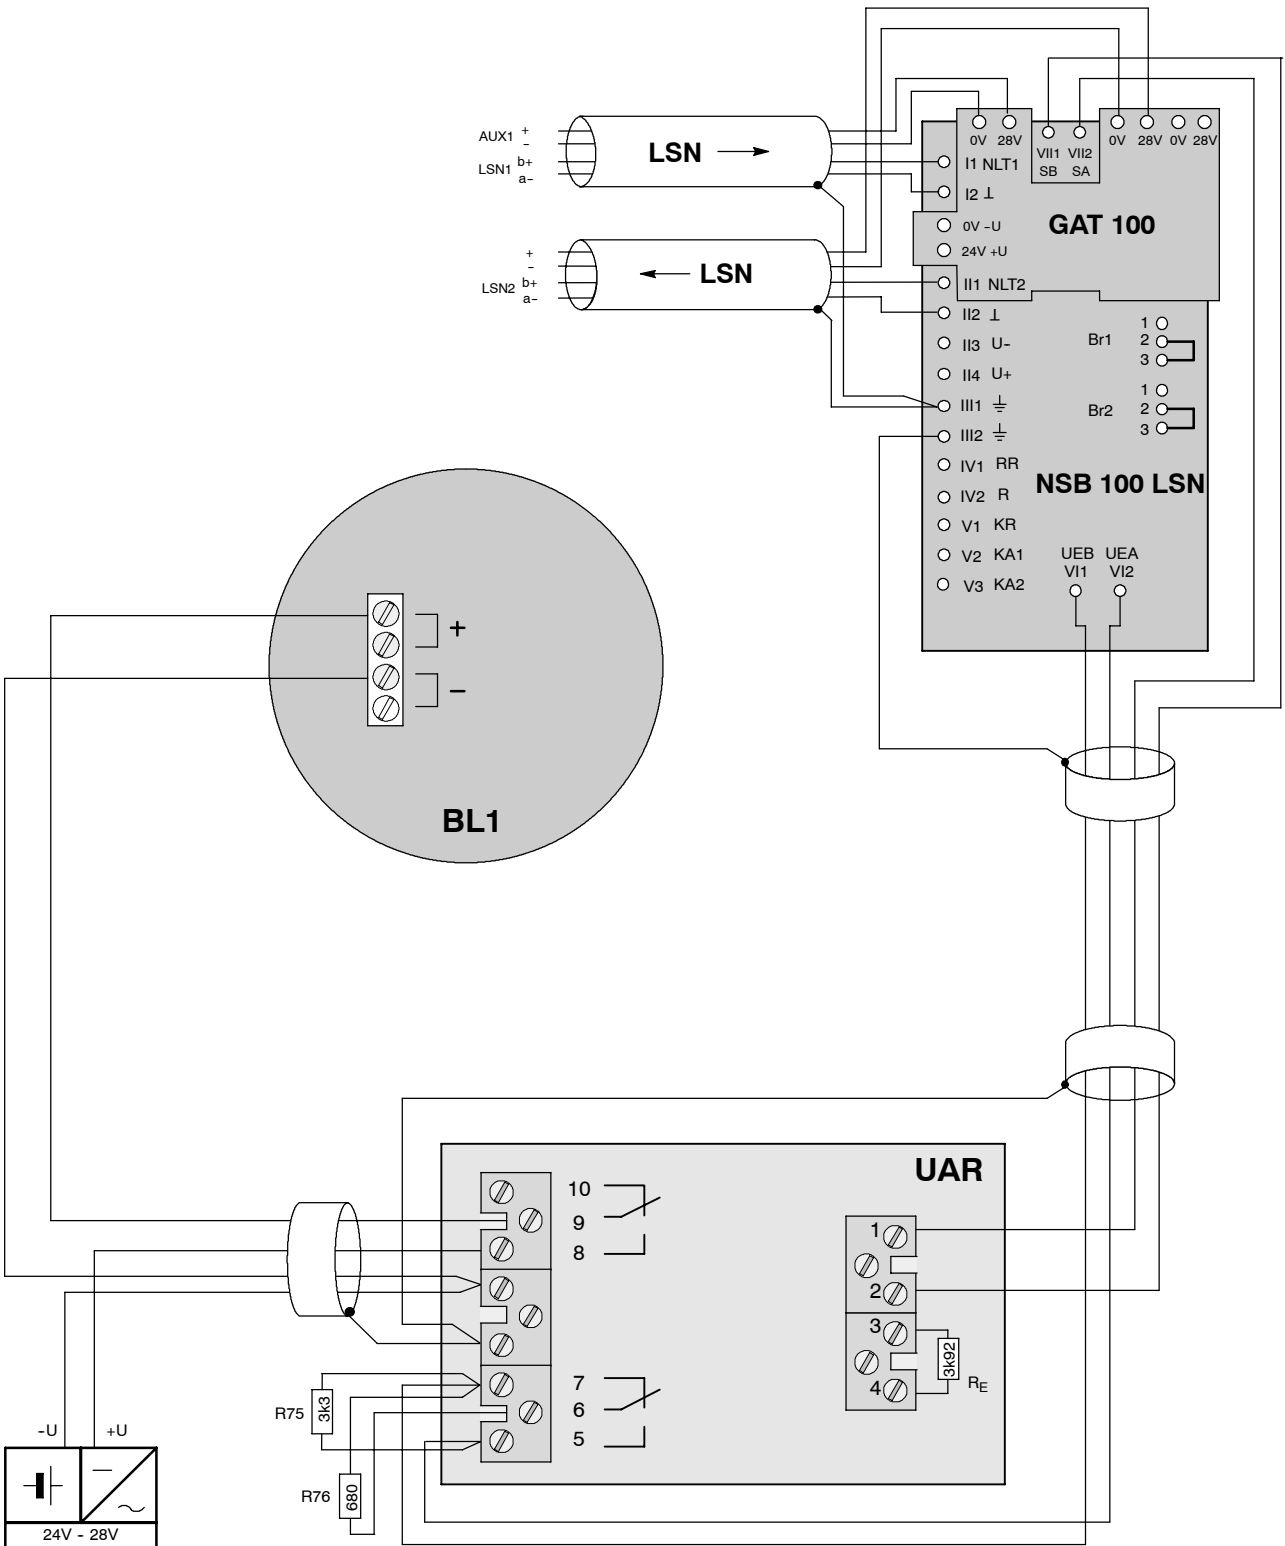 AUX1 + -
LSN1 b+ a-
LSN →
+
-
LSN2 b+ a-
← LSN
0V 28V
VII1 SB
VII2 SA
0V 28V 0V 28V
I1 NLT1
I2 ⊥
0V -U
24V +U
GAT 100
II1 NLT2
II2 ⊥
II3 U-
II4 U+
III1 ⏚
III2 ⏚
IV1 RR
IV2 R
V1 KR
V2 KA1
V3 KA2
Br1 1 2 3
Br2 1 2 3
NSB 100 LSN
UEB UEA
VI1 VI2
+
-
BL1
UAR
10
9
8
7
6
5
1
2
3
4
3k92
RE
R75 3k3
R76 680
-U +U
24V - 28V